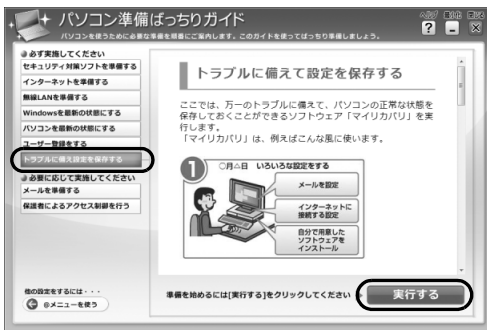 パソコン準備ばっちりガイド
パソコンを使うために必要な準備を順番にご案内します。このガイドを使ってばっちり準備しましょう。
ヘルプ 最小化 閉じる
? - ×
必ず実施してください
セキュリティ対策ソフトを準備する
インターネットを準備する
無線LANを準備する
Windowsを最新の状態にする
パソコンを最新の状態にする
ユーザー登録をする
トラブルに備え設定を保存する
必要に応じて実施してください
メールを準備する
保護者によるアクセス制御を行う
他の設定をするには・・・
@メニューを使う
トラブルに備えて設定を保存する
ここでは、万一のトラブルに備えて、パソコンの正常な状態を
保存しておくことができるソフトウェア「マイリカバリ」を実
行します。
「マイリカバリ」は、例えばこんな風に使います。
1 ○月△日 いろいろな設定をする
メールを設定
インターネットに
接続する設定
自分で用意した
ソフトウェアを
インストール
準備を始めるには[実行する]をクリックしてください
実行する